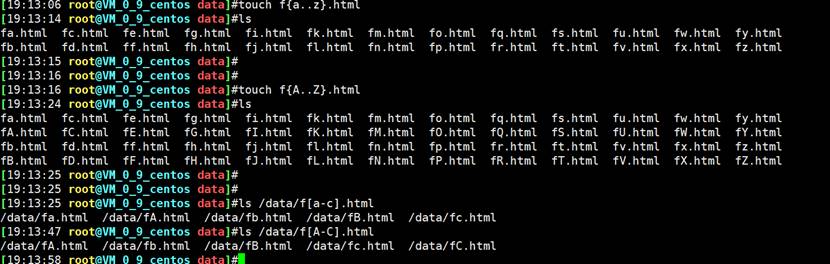 [19:13:06 root@VM_0_9_centos data]#touch f{a..z}.html
[19:13:14 root@VM_0_9_centos data]#ls
fa.html  fc.html  fe.html  fg.html  fi.html  fk.html  fm.html  fo.html  fq.html  fs.html  fu.html  fw.html  fy.html
fb.html  fd.html  ff.html  fh.html  fj.html  fl.html  fn.html  fp.html  fr.html  ft.html  fv.html  fx.html  fz.html
[19:13:15 root@VM_0_9_centos data]#
[19:13:16 root@VM_0_9_centos data]#
[19:13:16 root@VM_0_9_centos data]#touch f{A..Z}.html
[19:13:24 root@VM_0_9_centos data]#ls
fa.html  fc.html  fe.html  fg.html  fi.html  fk.html  fm.html  fo.html  fq.html  fs.html  fu.html  fw.html  fy.html
fA.html  fC.html  fE.html  fG.html  fI.html  fK.html  fM.html  fO.html  fQ.html  fS.html  fU.html  fW.html  fY.html
fb.html  fd.html  ff.html  fh.html  fj.html  fl.html  fn.html  fp.html  fr.html  ft.html  fv.html  fx.html  fz.html
fB.html  fD.html  fF.html  fH.html  fJ.html  fL.html  fN.html  fP.html  fR.html  fT.html  fV.html  fX.html  fZ.html
[19:13:25 root@VM_0_9_centos data]#
[19:13:25 root@VM_0_9_centos data]#
[19:13:25 root@VM_0_9_centos data]#ls /data/f[a-c].html
/data/fa.html  /data/fA.html  /data/fb.html  /data/fB.html  /data/fc.html
[19:13:47 root@VM_0_9_centos data]#ls /data/f[A-C].html
/data/fA.html  /data/fb.html  /data/fB.html  /data/fc.html  /data/fC.html
[19:13:58 root@VM_0_9_centos data]#